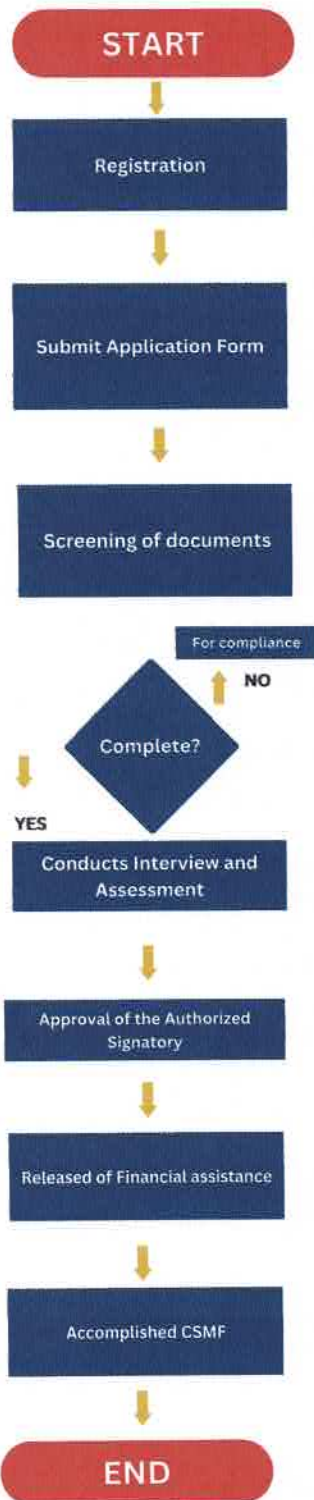 START
Registration
Submit Application Form
Screening of documents
For compliance
NO
Complete?
YES
Conducts Interview and
Assessment
Approval of the Authorized
Signatory
Released of Financial assistance
Accomplished CSMF
END